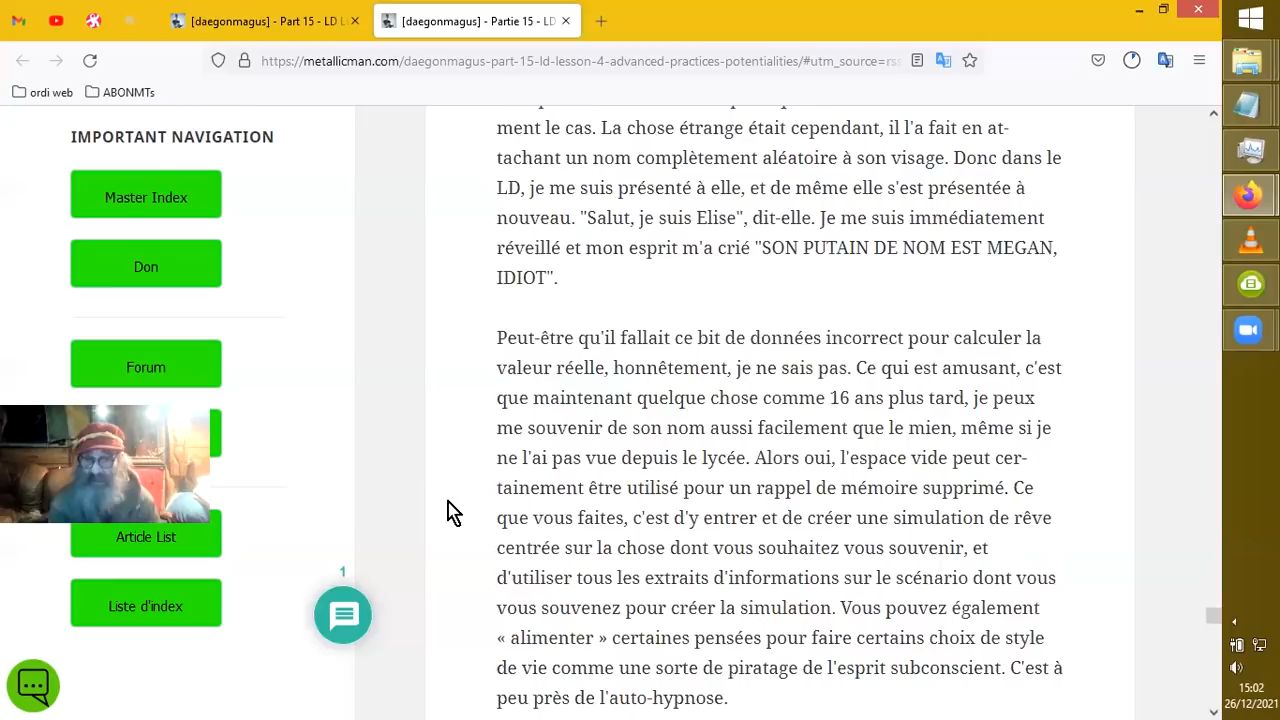 [daegonmagus] - Part 15 - LD L
[daegonmagus] - Partie 15 - LD
https://metallicman.com/daegonmagus-part-15-ld-lesson-4-advanced-practices-potentialities/#utm_source=rs
ordi web
ABONMTs
IMPORTANT NAVIGATION
Master Index
Don
Forum
Article List
Liste d'index
1
ment le cas. La chose étrange était cependant, il l'a fait en at-
tachant un nom complètement aléatoire à son visage. Donc dans le
LD, je me suis présenté à elle, et de même elle s'est présentée à
nouveau. "Salut, je suis Elise", dit-elle. Je me suis immédiatement
réveillé et mon esprit m'a crié "SON PUTAIN DE NOM EST MEGAN,
IDIOT".
Peut-être qu'il fallait ce bit de données incorrect pour calculer la
valeur réelle, honnêtement, je ne sais pas. Ce qui est amusant, c'est
que maintenant quelque chose comme 16 ans plus tard, je peux
me souvenir de son nom aussi facilement que le mien, même si je
ne l'ai pas vue depuis le lycée. Alors oui, l'espace vide peut cer-
tainement être utilisé pour un rappel de mémoire supprimé. Ce
que vous faites, c'est d'y entrer et de créer une simulation de rêve
centrée sur la chose dont vous souhaitez vous souvenir, et
d'utiliser tous les extraits d'informations sur le scénario dont vous
vous souvenez pour créer la simulation. Vous pouvez également
« alimenter » certaines pensées pour faire certains choix de style
de vie comme une sorte de piratage de l'esprit subconscient. C'est à
peu près de l'auto-hypnose.
15:02
26/12/2021